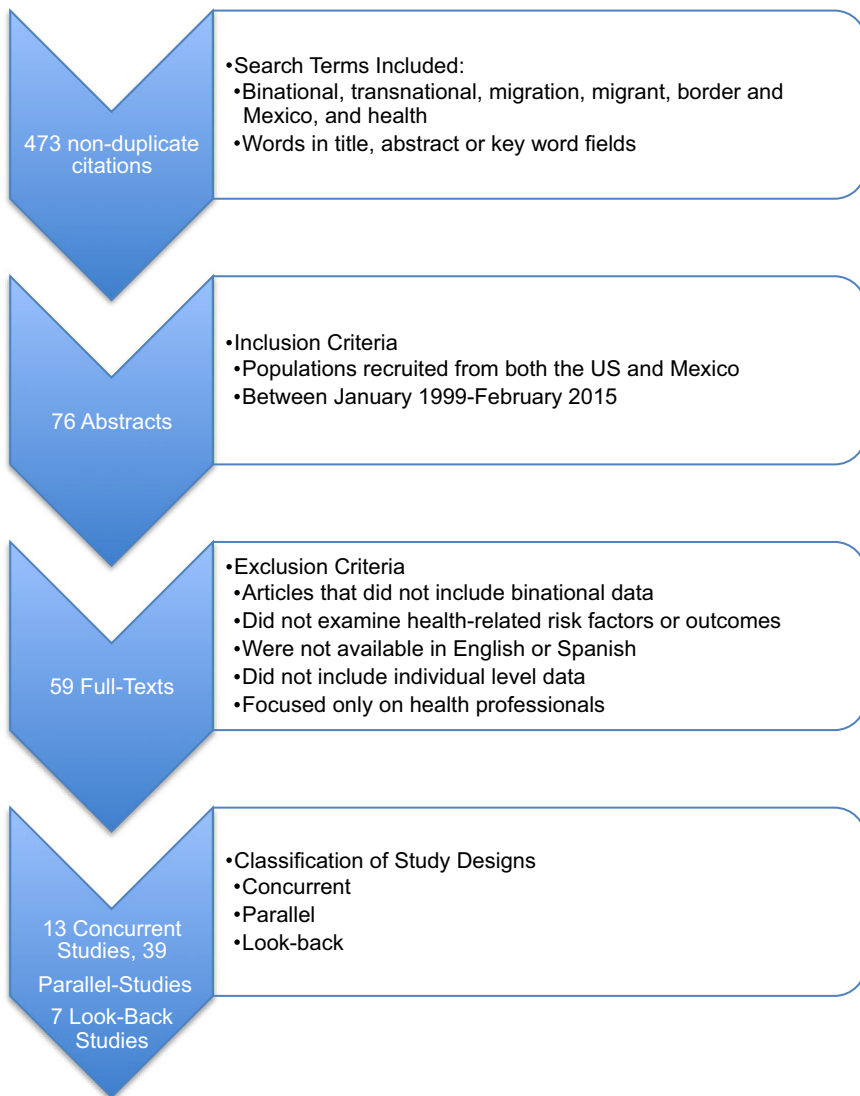 473 non-duplicate
citations
•Search Terms Included:
•Binational, transnational, migration, migrant, border and
Mexico, and health
•Words in title, abstract or key word fields
76 Abstracts
•Inclusion Criteria
•Populations recruited from both the US and Mexico
•Between January 1999-February 2015
59 Full-Texts
•Exclusion Criteria
•Articles that did not include binational data
•Did not examine health-related risk factors or outcomes
•Were not available in English or Spanish
•Did not include individual level data
•Focused only on health professionals
13 Concurrent
Studies, 39
Parallel-Studies
7 Look-Back
Studies
•Classification of Study Designs
•Concurrent
•Parallel
•Look-back